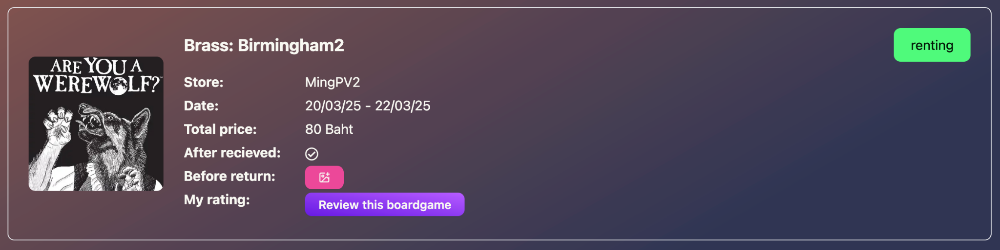 Brass: Birmingham2
renting
ARE YOU A
WEREWOLF?™
Store: MingPV2
Date: 20/03/25 - 22/03/25
Total price: 80 Baht
After recieved:
Before return:
My rating: Review this boardgame